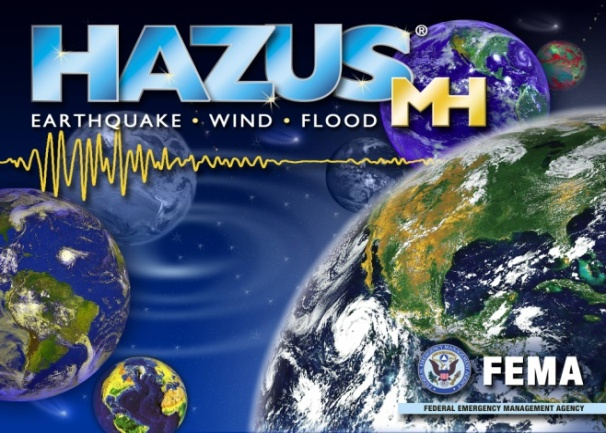 HAZUS®
MH
EARTHQUAKE • WIND • FLOOD
FEMA
FEDERAL EMERGENCY MANAGEMENT AGENCY